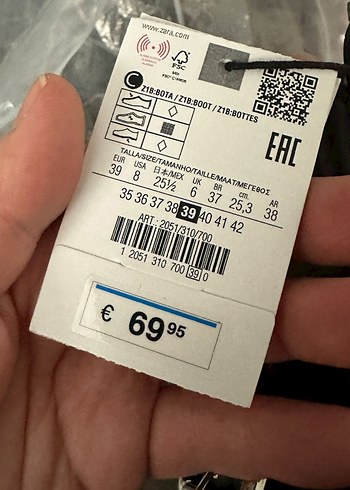 www.zara.com
FSC
C Z1B:BOTA / Z1B:BOOT / Z1B:BOTTES
EAC
TALLA/SIZE/TAMANHO/TAILLE/MAAT/ΜΕΓΕΘΟΣ
EUR USA 日本/MEX UK BR cm. AR
39 8 25½ 6 37 25,3 38
35 36 37 38 39 40 41 42
ART: 2051/310/700
1 2051 310 700 39 0
€ 69 95